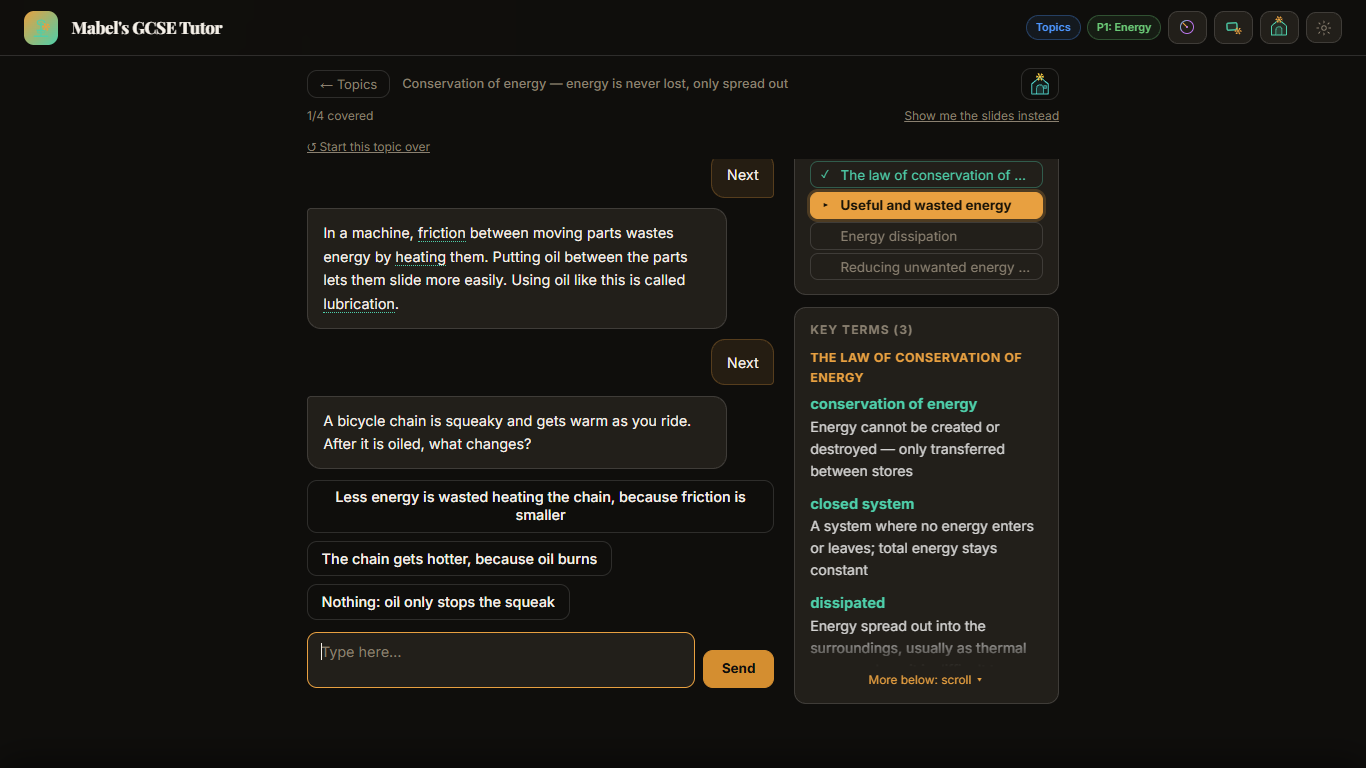 Mabel's GCSE Tutor
Topics
P1: Energy
← Topics
Conservation of energy — energy is never lost, only spread out
1/4 covered
Show me the slides instead
↺ Start this topic over
Next
In a machine, friction between moving parts wastes
energy by heating them. Putting oil between the parts
lets them slide more easily. Using oil like this is called
lubrication.
Next
A bicycle chain is squeaky and gets warm as you ride.
After it is oiled, what changes?
Less energy is wasted heating the chain, because friction is
smaller
The chain gets hotter, because oil burns
Nothing: oil only stops the squeak
Type here...
Send
✓ The law of conservation of ...
▸ Useful and wasted energy
Energy dissipation
Reducing unwanted energy ...
KEY TERMS (3)
THE LAW OF CONSERVATION OF
ENERGY
conservation of energy
Energy cannot be created or
destroyed — only transferred
between stores
closed system
A system where no energy enters
or leaves; total energy stays
constant
dissipated
Energy spread out into the
surroundings, usually as thermal
More below: scroll ▾